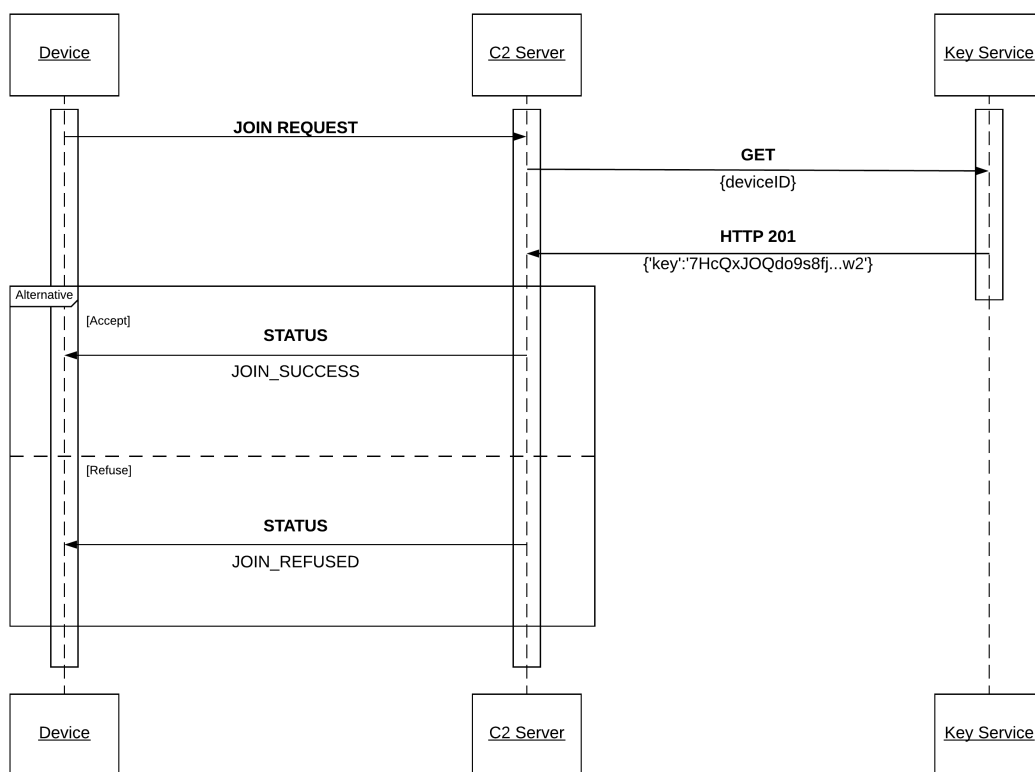 Device
C2 Server
Key Service
JOIN REQUEST
GET
{deviceID}
HTTP 201
{'key':'7HcQxJOQdo9s8fj...w2'}
Alternative
[Accept]
STATUS
JOIN_SUCCESS
[Refuse]
STATUS
JOIN_REFUSED
Device
C2 Server
Key Service